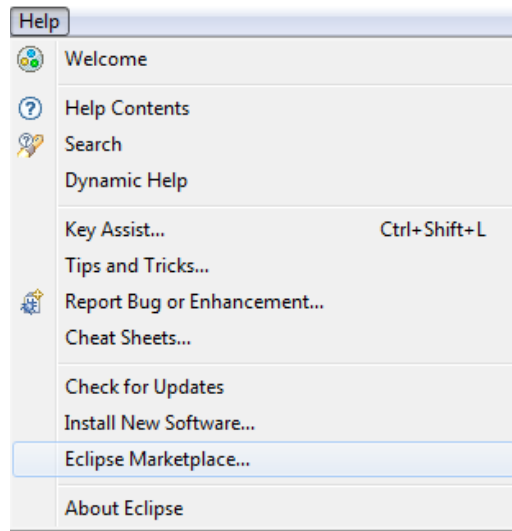 Help
Welcome
Help Contents
Search
Dynamic Help
Key Assist... Ctrl+Shift+L
Tips and Tricks...
Report Bug or Enhancement...
Cheat Sheets...
Check for Updates
Install New Software...
Eclipse Marketplace...
About Eclipse